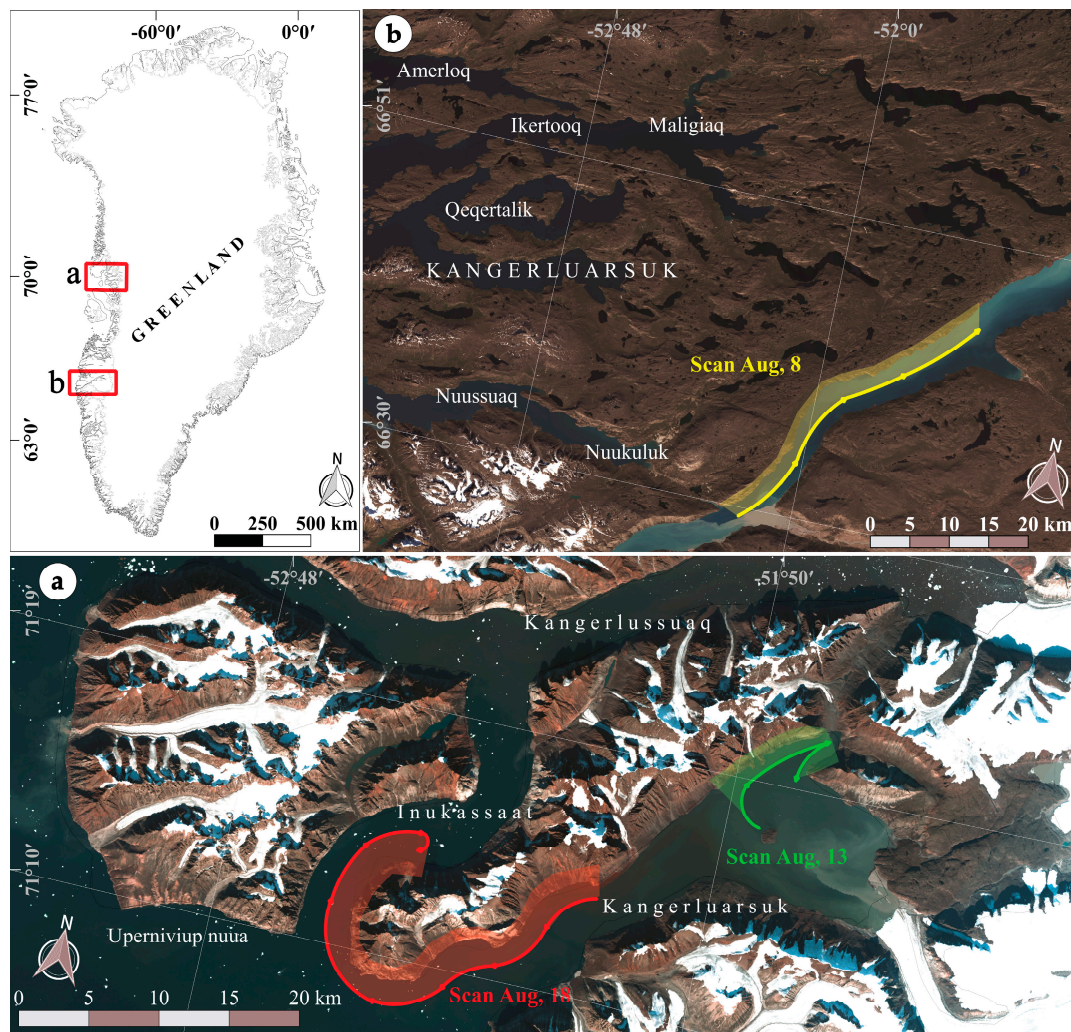 -60°0′
0°0′
77°0′
70°0′
63°0′
a
b
GREENLAND
N
0 250 500 km
b
-52°48′
-52°0′
66°51′
66°30′
Amerloq
Ikertooq
Maligiaq
Qeqertalik
KANGERLUARSUK
Scan Aug, 8
Nuussuaq
Nuukuluk
N
0 5 10 15 20 km
a
-52°48′
-51°50′
71°19′
71°10′
Kangerlussuaq
Inukassaat
Scan Aug, 13
Kangerluarsuk
Uperniviup nuua
Scan Aug, 18
N
0 5 10 15 20 km